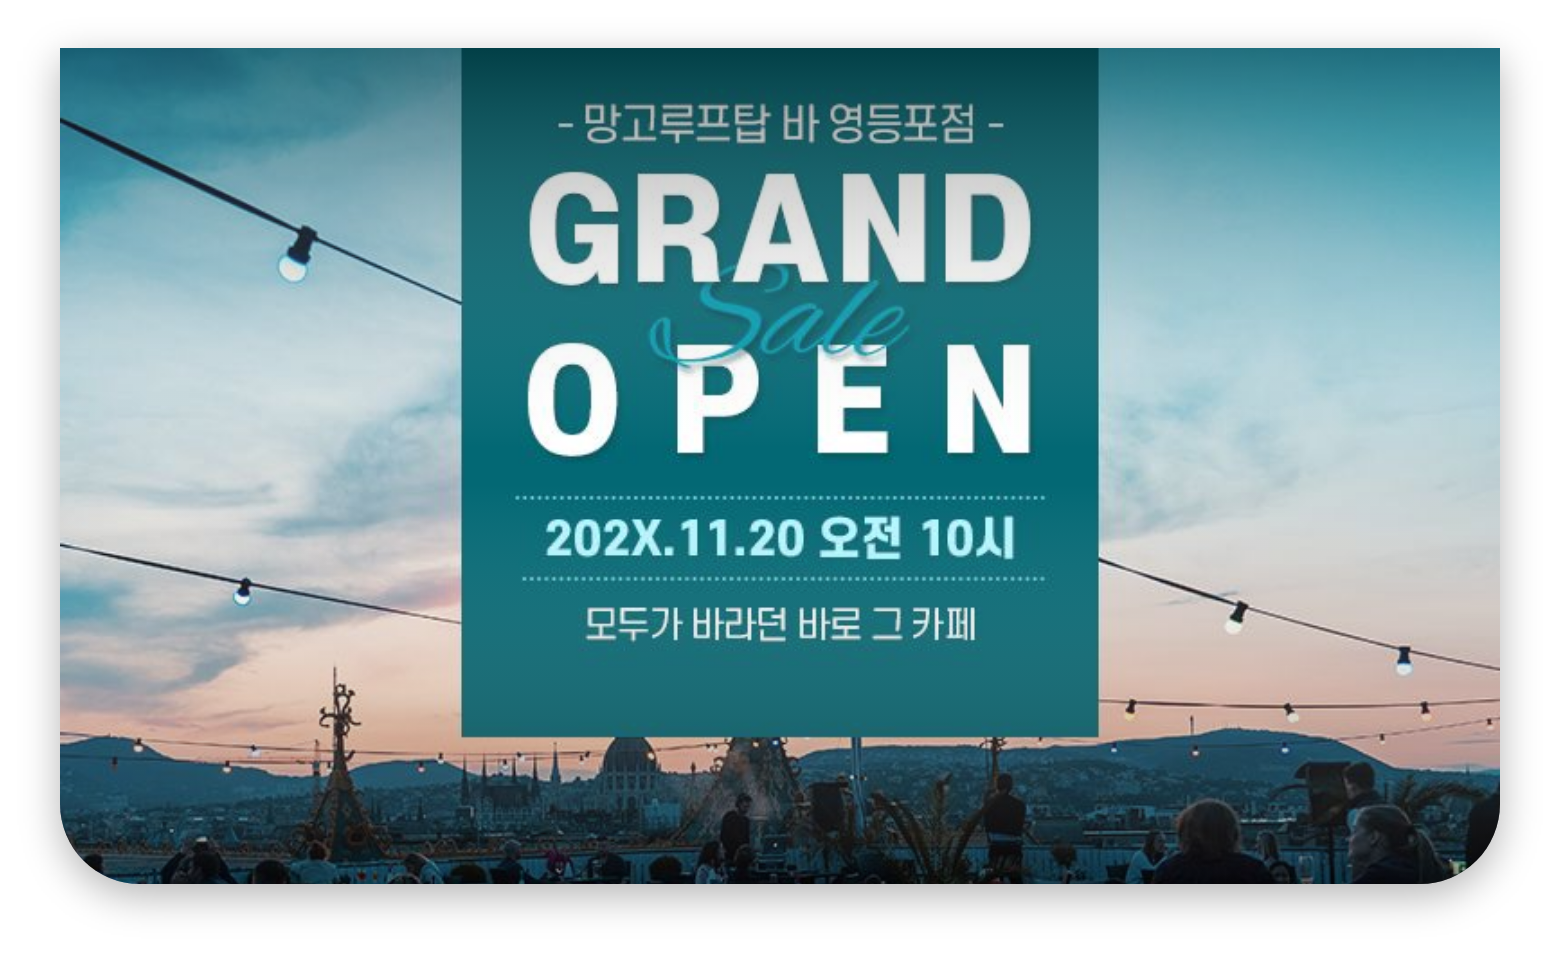 - 망고루프탑 바 영등포점 -
GRAND
Sale
OPEN
202X.11.20 오전 10시
모두가 바라던 바로 그 카페